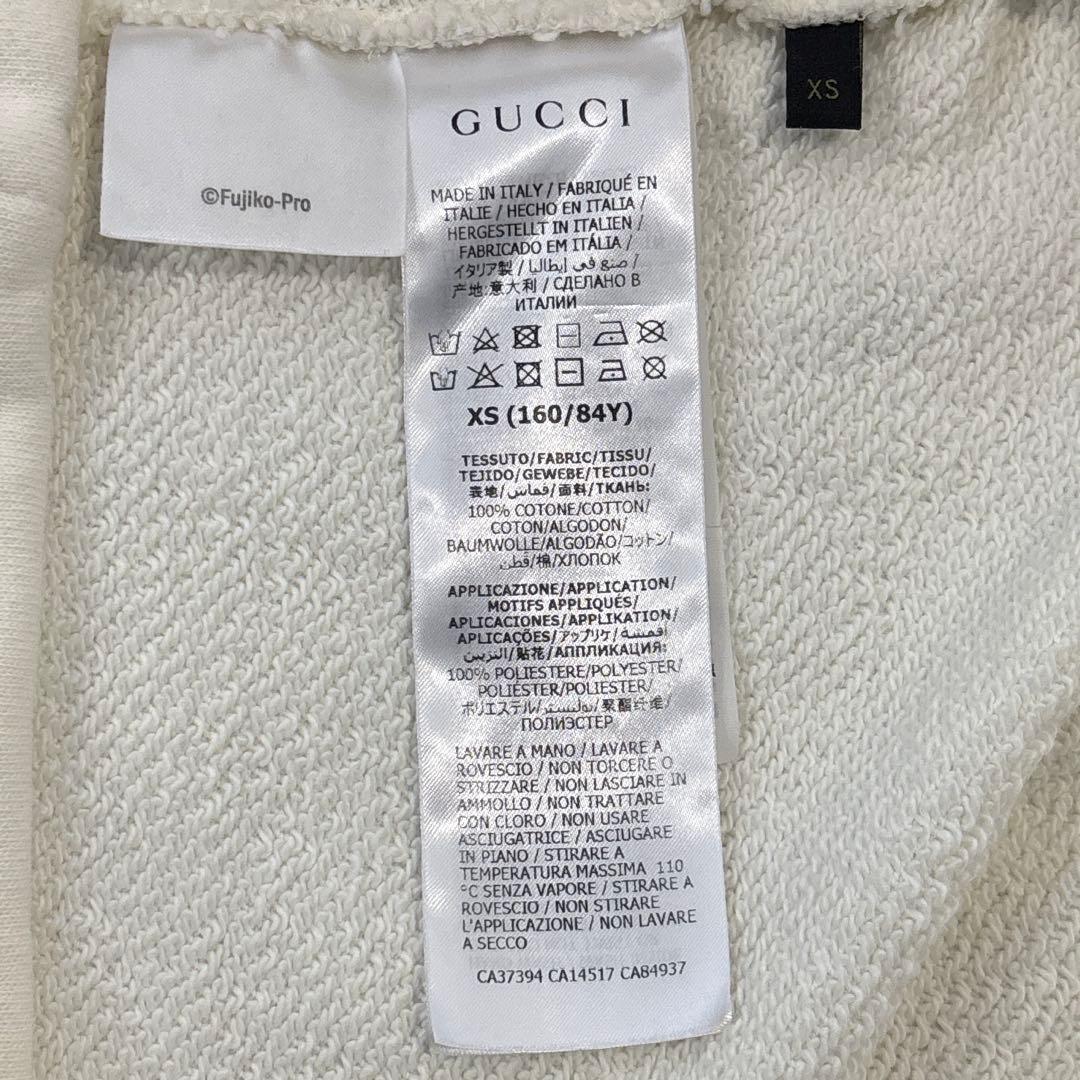 ©Fujiko-Pro
XS
GUCCI
MADE IN ITALY / FABRIQUÉ EN
ITALIE / HECHO EN ITALIA /
HERGESTELLT IN ITALIEN /
FABRICADO EM ITÁLIA /
イタリア製 / صنع في إيطاليا /
产地:意大利 / СДЕЛАНО В
ИТАЛИИ
XS (160/84Y)
TESSUTO/FABRIC/TISSU/
TEJIDO/GEWEBE/TECIDO/
表地/قماش/面料/ТКАНЬ:
100% COTONE/COTTON/
COTON/ALGODON/
BAUMWOLLE/ALGODÃO/コットン/
قطن/棉/ХЛОПОК
APPLICAZIONE/APPLICATION/
MOTIFS APPLIQUÉS/
APLICACIONES/APPLIKATION/
APLICAÇÕES/アップリケ/أقمشة
التزيين/贴花/АППЛИКАЦИЯ:
100% POLIESTERE/POLYESTER/
POLIÉSTER/POLIESTER/
ポリエステル/بوليستر/聚酯纤维/
ПОЛИЭСТЕР
LAVARE A MANO / LAVARE A
ROVESCIO / NON TORCERE O
STRIZZARE / NON LASCIARE IN
AMMOLLO / NON TRATTARE
CON CLORO / NON USARE
ASCIUGATRICE / ASCIUGARE
IN PIANO / STIRARE A
TEMPERATURA MASSIMA 110
°C SENZA VAPORE / STIRARE A
ROVESCIO / NON STIRARE
L'APPLICAZIONE / NON LAVARE
A SECCO
CA37394 CA14517 CA84937